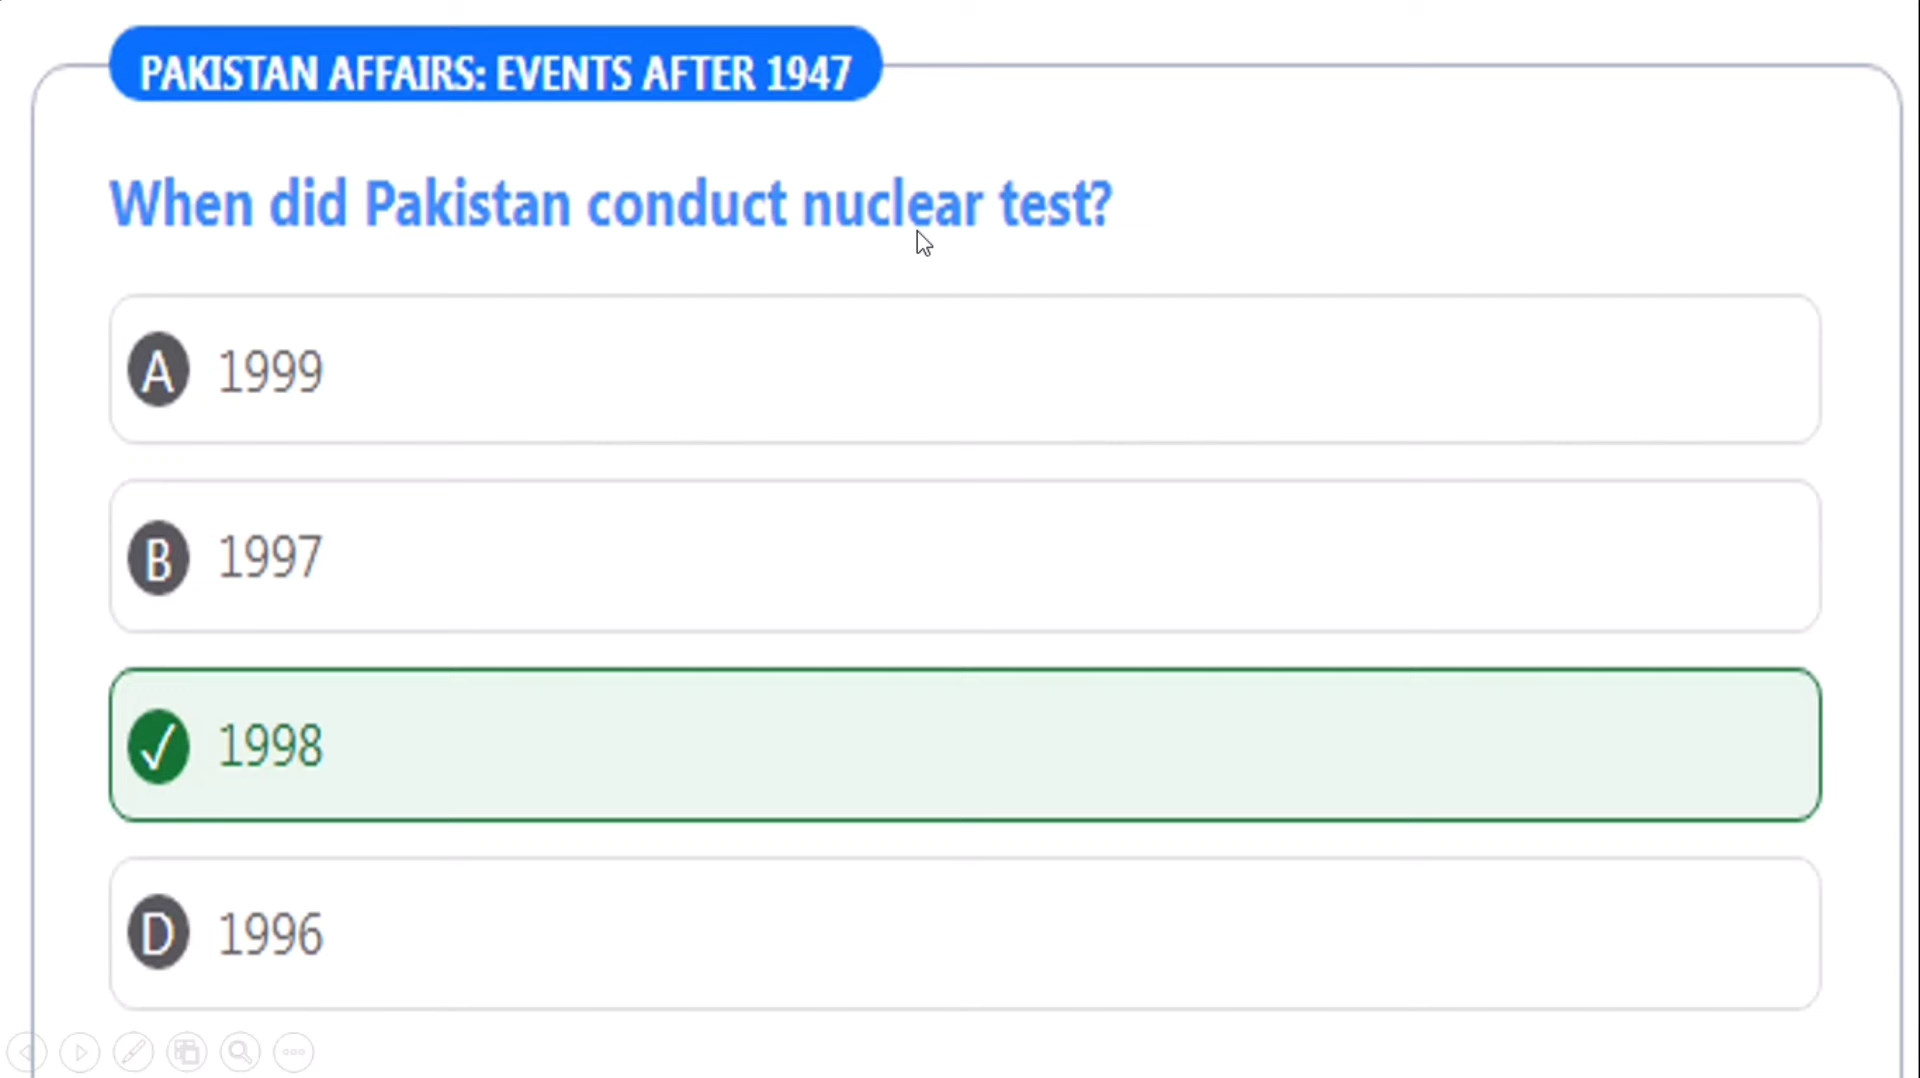 PAKISTAN AFFAIRS: EVENTS AFTER 1947
When did Pakistan conduct nuclear test?
A 1999
B 1997
✓ 1998
D 1996